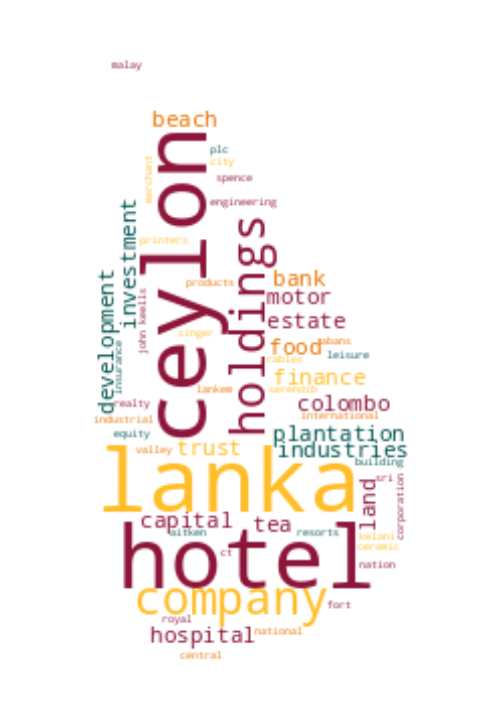 malay
beach
ceylon
plc
city
merchant
spence
engineering
investment
holdings
printers
development
bank
products
motor
john keells
estate
singer
food
abans
insurance
leisure
cables
finance
lankem
serendib
realty
colombo
international
industrial
equity
plantation
trust
valley
industries
building
lanka
sri
land
corporation
capital
tea
aitken
resorts
kelani
ceramic
hotel
ct
nation
company
fort
royal
hospital
national
central